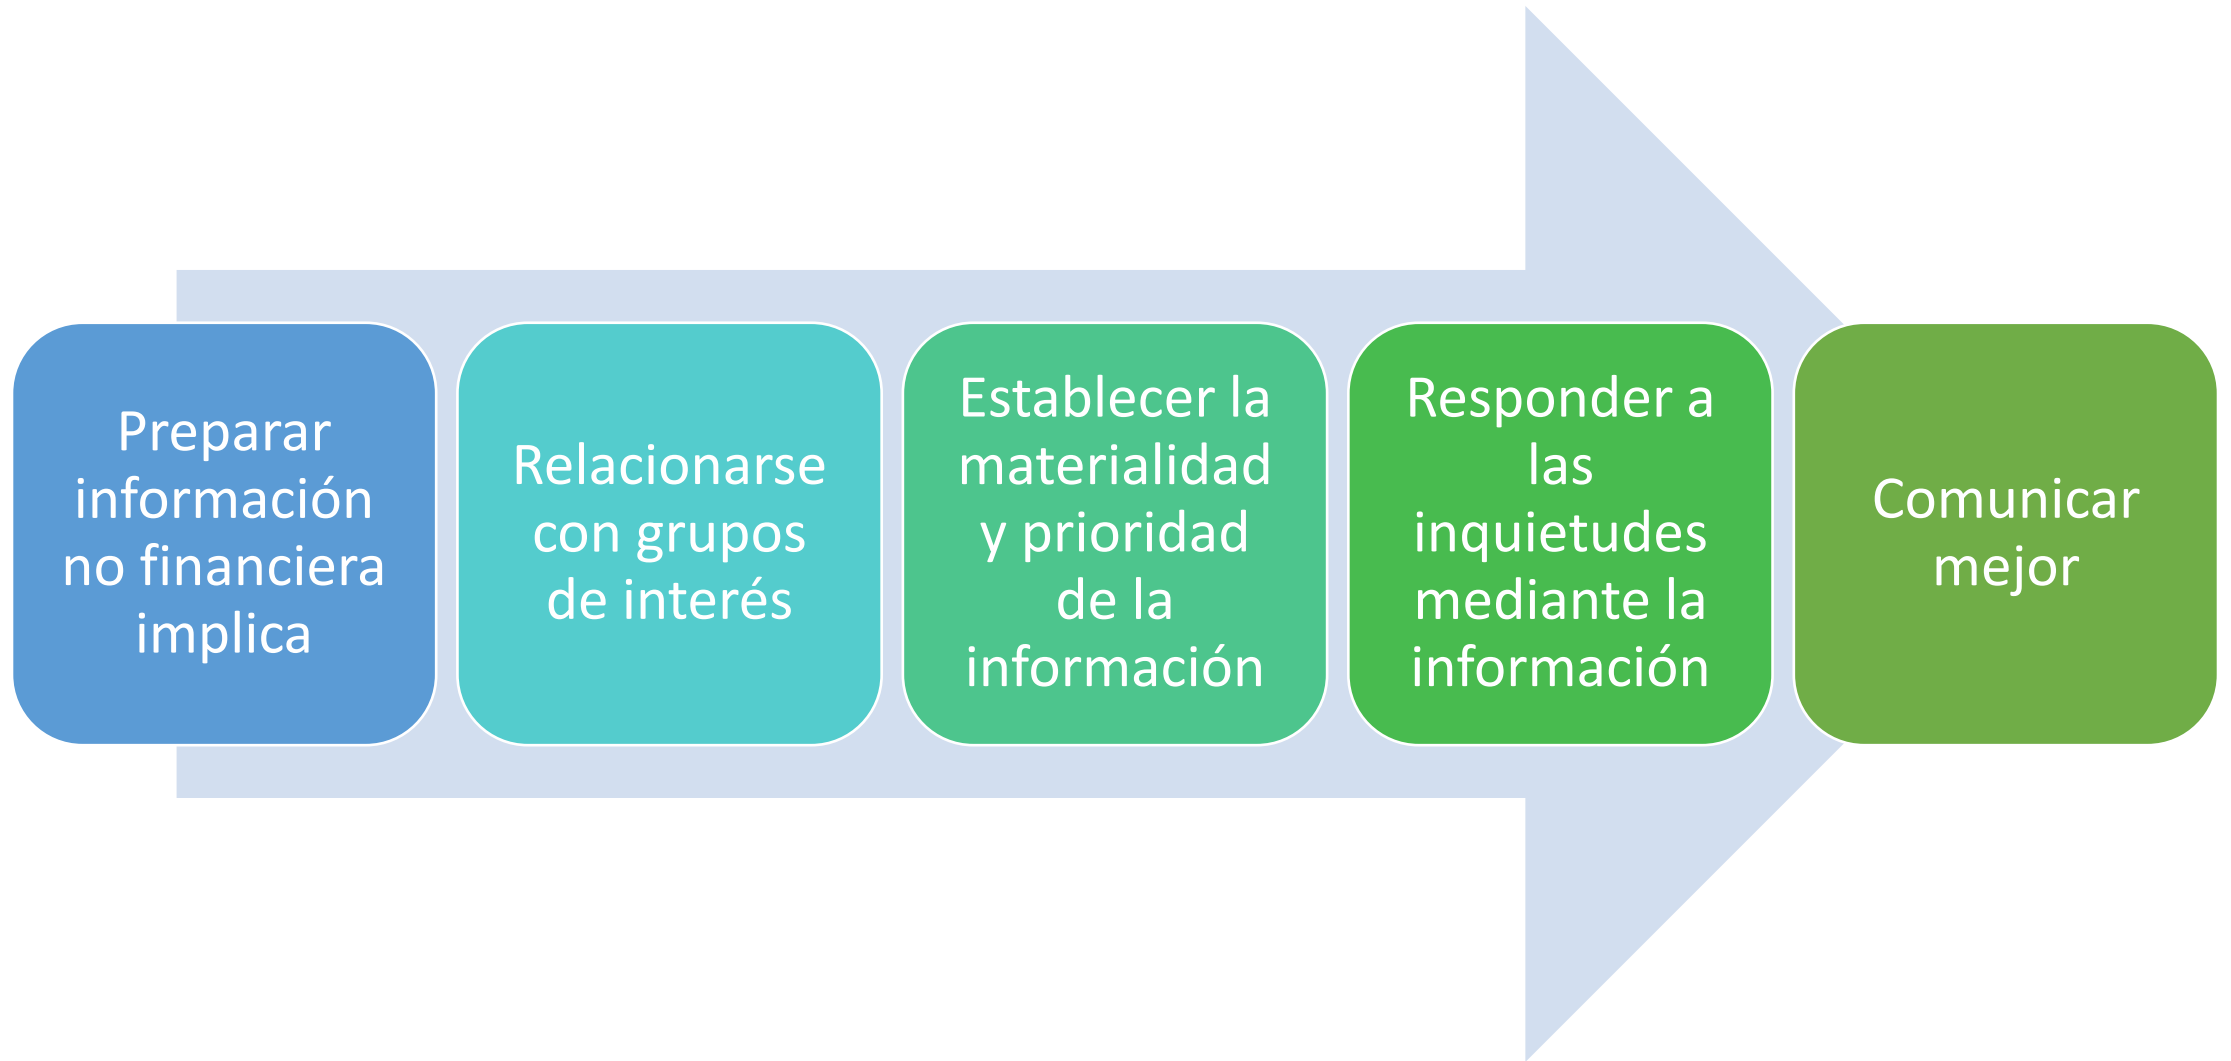 Preparar
información
no financiera
implica
Relacionarse
con grupos
de interés
Establecer la
materialidad
y prioridad
de la
información
Responder a
las
inquietudes
mediante la
información
Comunicar
mejor